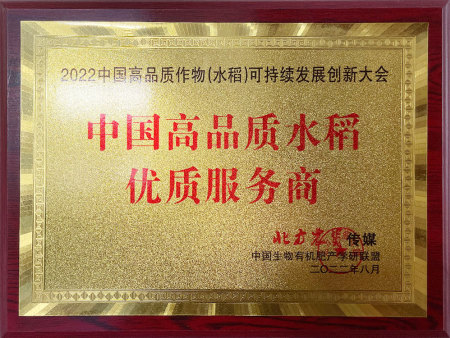 2022中国高品质作物(水稻)可持续发展创新大会
中国高品质水稻
优质服务商
北方农资传媒
中国生物有机肥产学研联盟
二〇二二年八月